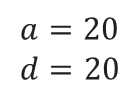 a = 20
d = 20